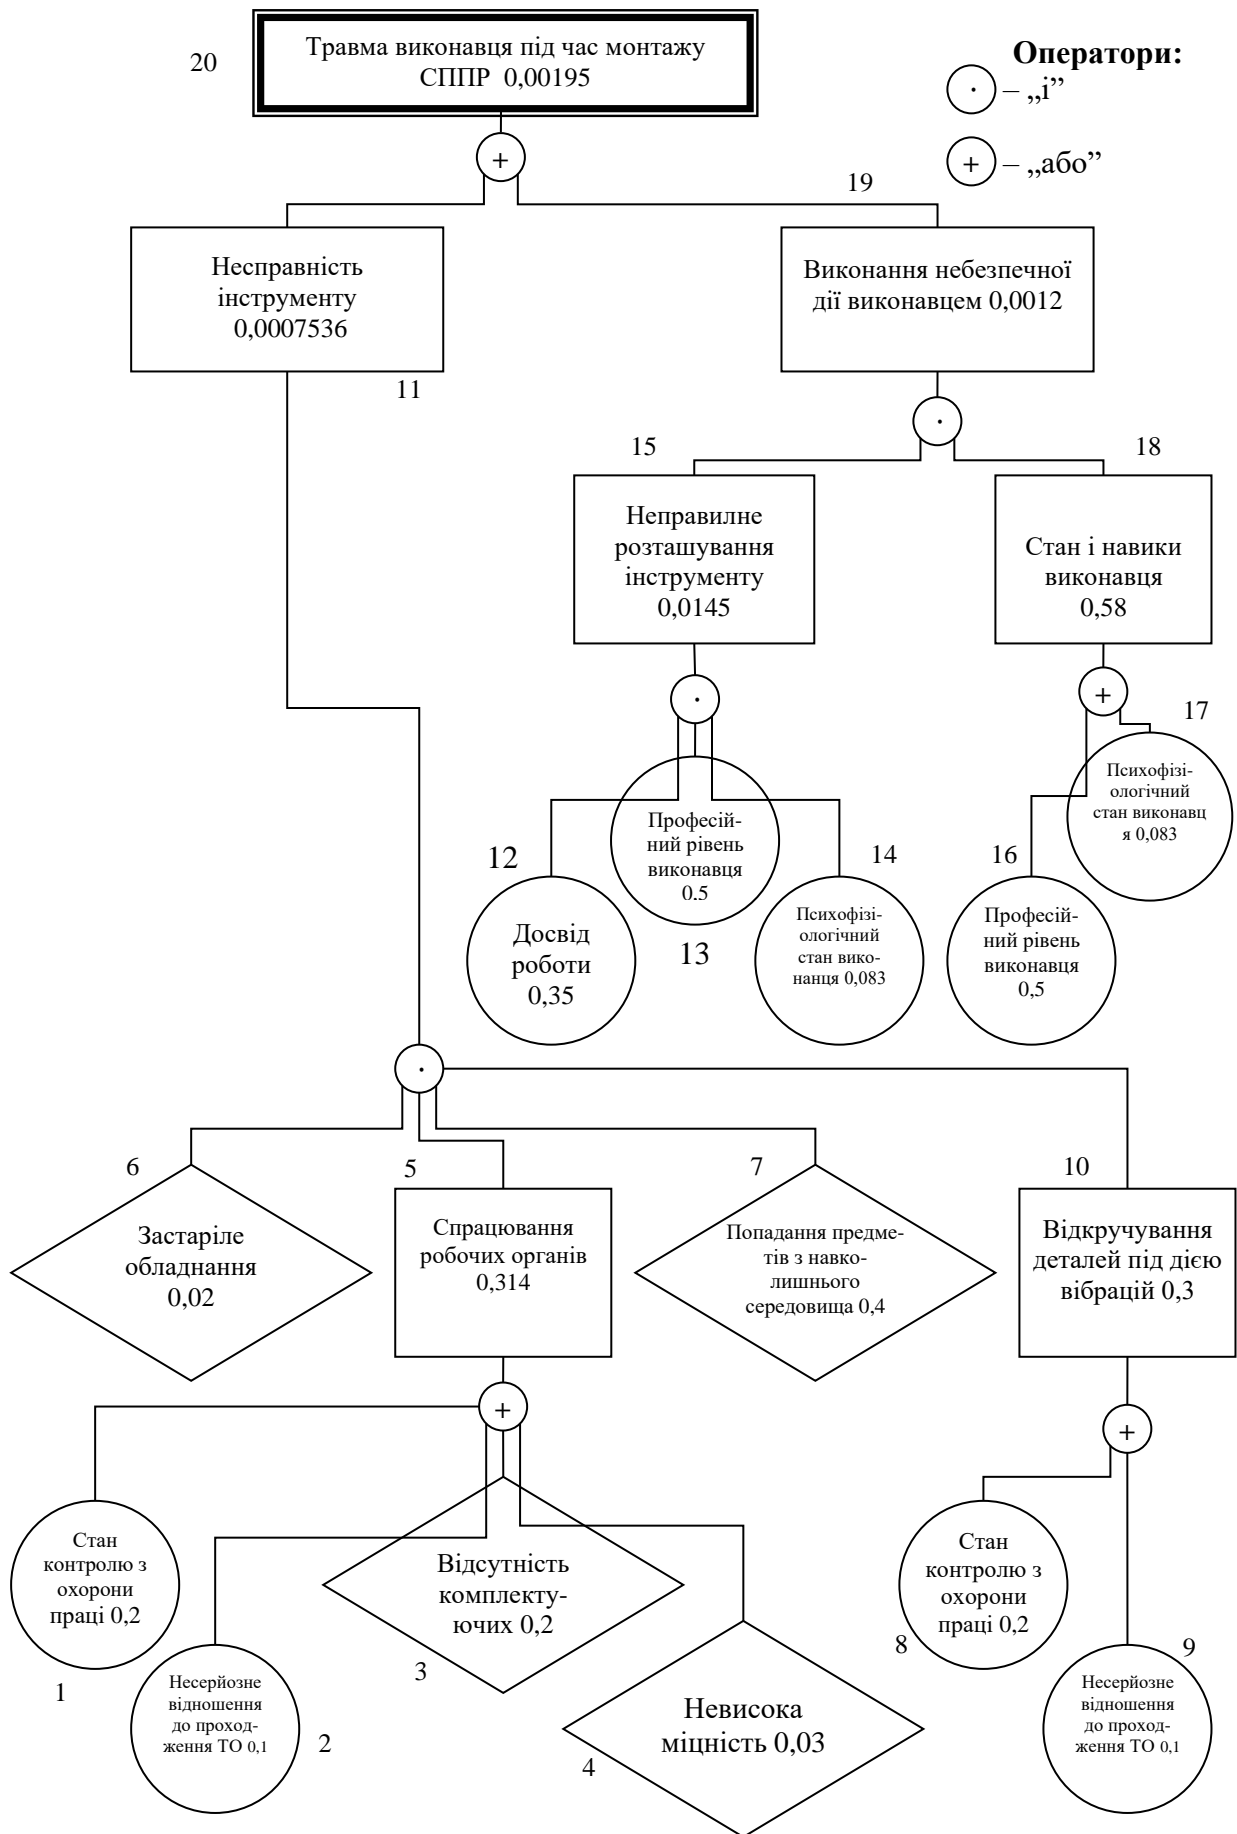 20
Травма виконавця під час монтажу
СППР 0,00195
Оператори:
· – „і”
+ – „або”
+
19
Несправність
інструменту
0,0007536
11
Виконання небезпечної
дії виконавцем 0,0012
·
15
18
Неправилне
розташування
інструменту
0,0145
Стан і навики
виконавця
0,58
·
+
17
Психофізі-
ологічний
стан виконавц
я 0,083
12
Професій-
ний рівень
виконавця
0.5
14
16
Досвід
роботи
0,35
13
Психофізі-
ологічний
стан вико-
нанця 0,083
Професій-
ний рівень
виконавця
0,5
·
6
5
7
10
Застаріле
обладнання
0,02
Спрацювання
робочих органів
0,314
Попадання предме-
тів з навко-
лишнього
середовища 0,4
Відкручування
деталей під дією
вібрацій 0,3
+
+
Стан
контролю з
охорони
праці 0,2
1
Несерйозне
відношення
до проход-
ження ТО 0,1
2
Відсутність
комплекту-
ючих 0,2
3
Невисока
міцність 0,03
4
Стан
контролю з
охорони
праці 0,2
8
9
Несерйозне
відношення
до проход-
ження ТО 0,1